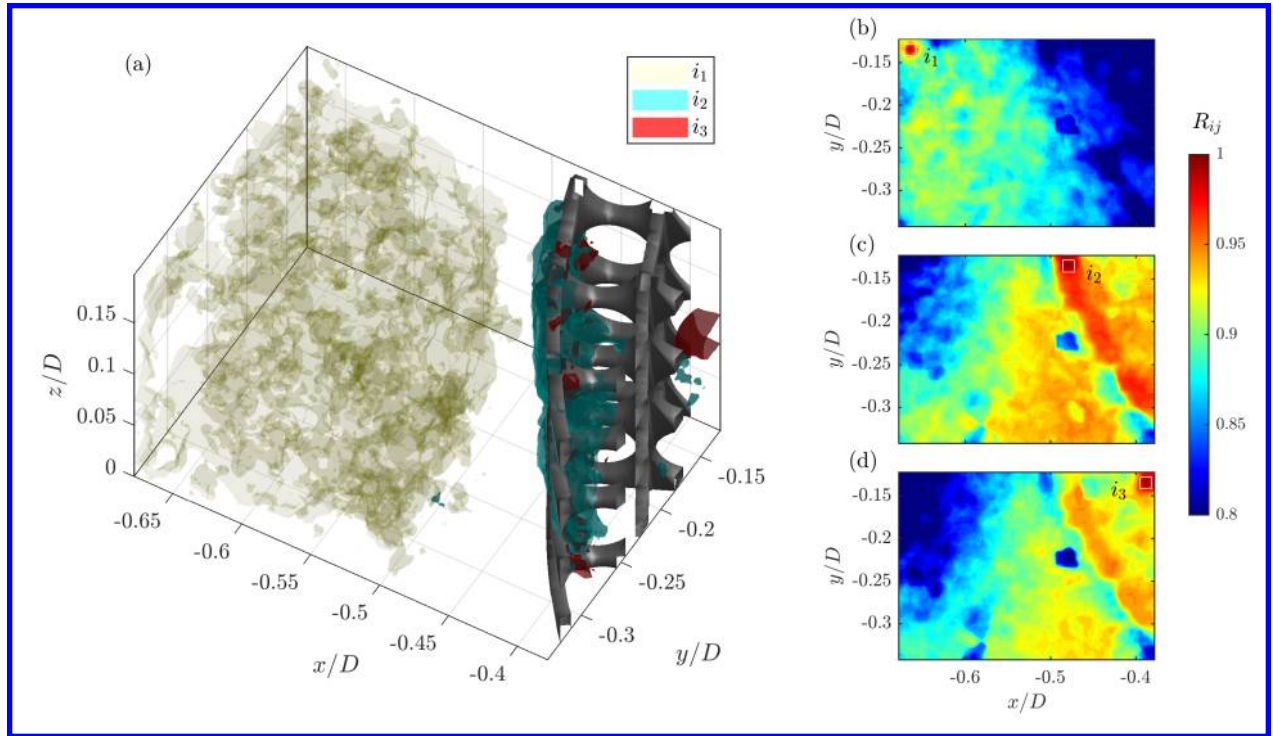 (a)
i₁
i₂
i₃
z/D
0.15
0.1
0.05
0
-0.65
-0.6
-0.55
-0.5
-0.45
-0.4
x/D
-0.15
-0.2
-0.25
-0.3
y/D
(b)
y/D
-0.15
-0.2
-0.25
-0.3
i₁
(c)
y/D
-0.15
-0.2
-0.25
-0.3
i₂
(d)
y/D
-0.15
-0.2
-0.25
-0.3
i₃
-0.6
-0.5
-0.4
x/D
Rᵢⱼ
1
0.95
0.9
0.85
0.8